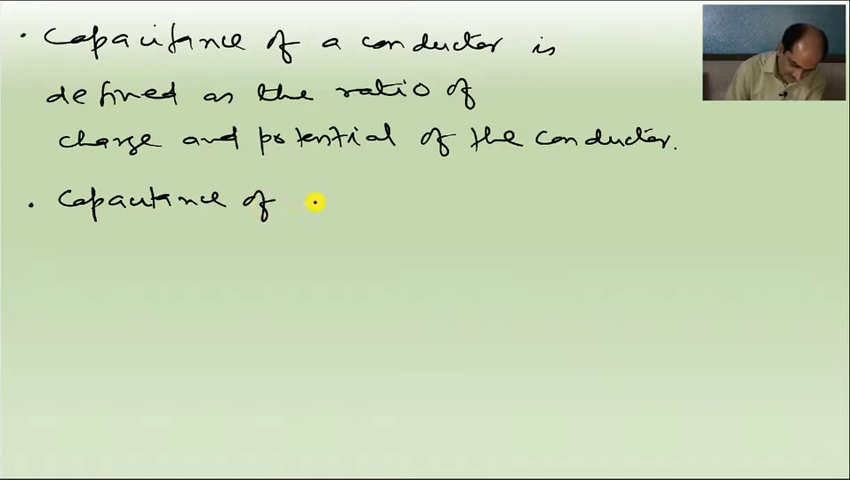 • Capacitance of a conductor is
defined as the ratio of
charge and potential of the conductor.
• Capacitance of